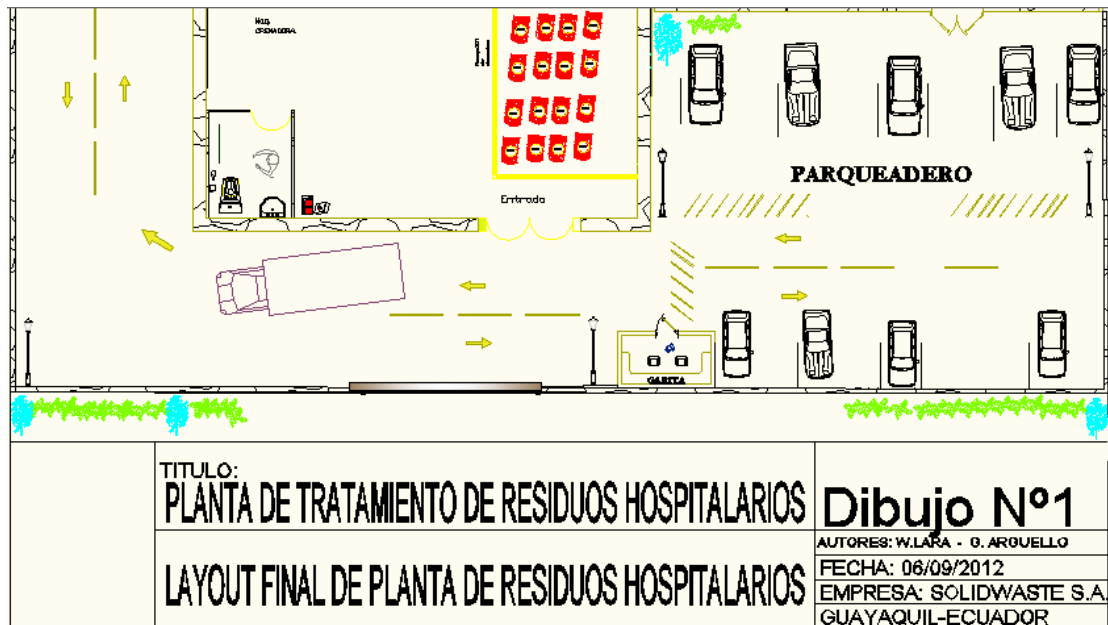 Maq.
PARQUEADERO
Entrada
GARITA
TITULO:
PLANTA DE TRATAMIENTO DE RESIDUOS HOSPITALARIOS
LAYOUT FINAL DE PLANTA DE RESIDUOS HOSPITALARIOS
Dibujo Nº1
AUTORES: W.LARA - G. ARGUELLO
FECHA: 06/09/2012
EMPRESA: SOLIDWASTE S.A.
GUAYAQUIL-ECUADOR